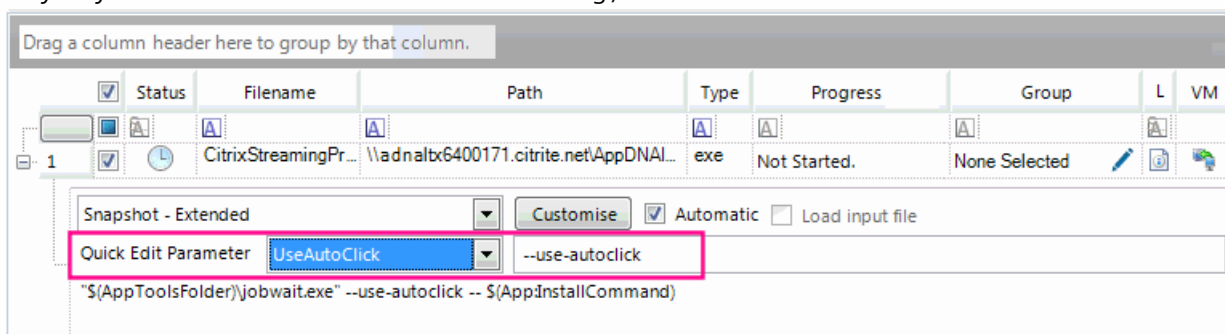 Drag a column header here to group by that column.
Status Filename Path Type Progress Group L VM
1 CitrixStreamingPr... \\adnaltx6400171.citrite.net\AppDNAI... exe Not Started. None Selected
Snapshot - Extended Customise Automatic Load input file
Quick Edit Parameter UseAutoClick --use-autoclick
"$(AppToolsFolder)\jobwait.exe" --use-autoclick -- $(App:InstallCommand)